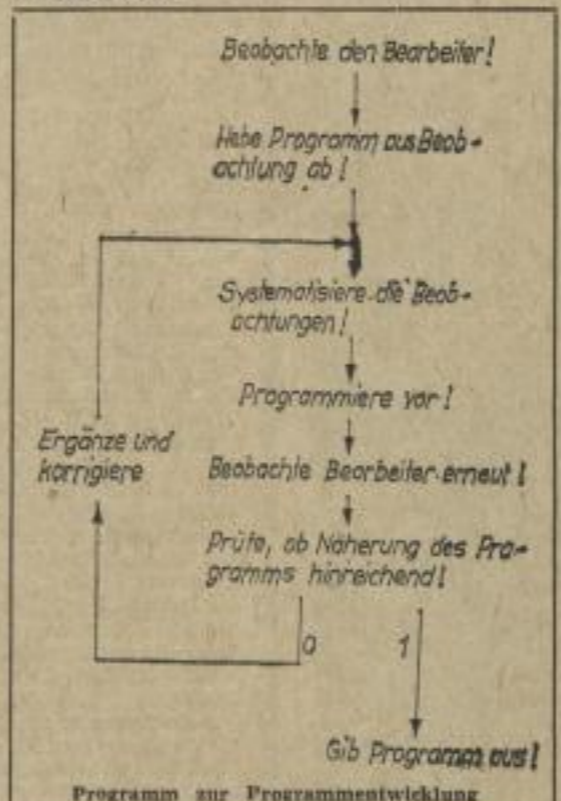 Beobachte den Bearbeiter!
Hebe Programm aus Beob-
achtung ab!
Systematisiere die Beob-
achtungen!
Programmiere vor!
Ergänze und
korrigiere
Beobachte Bearbeiter erneut!
Prüfe, ob Näherung des Pro-
gramms hinreichend!
0
1
Gib Programm aus!
Programm zur Programmentwicklung